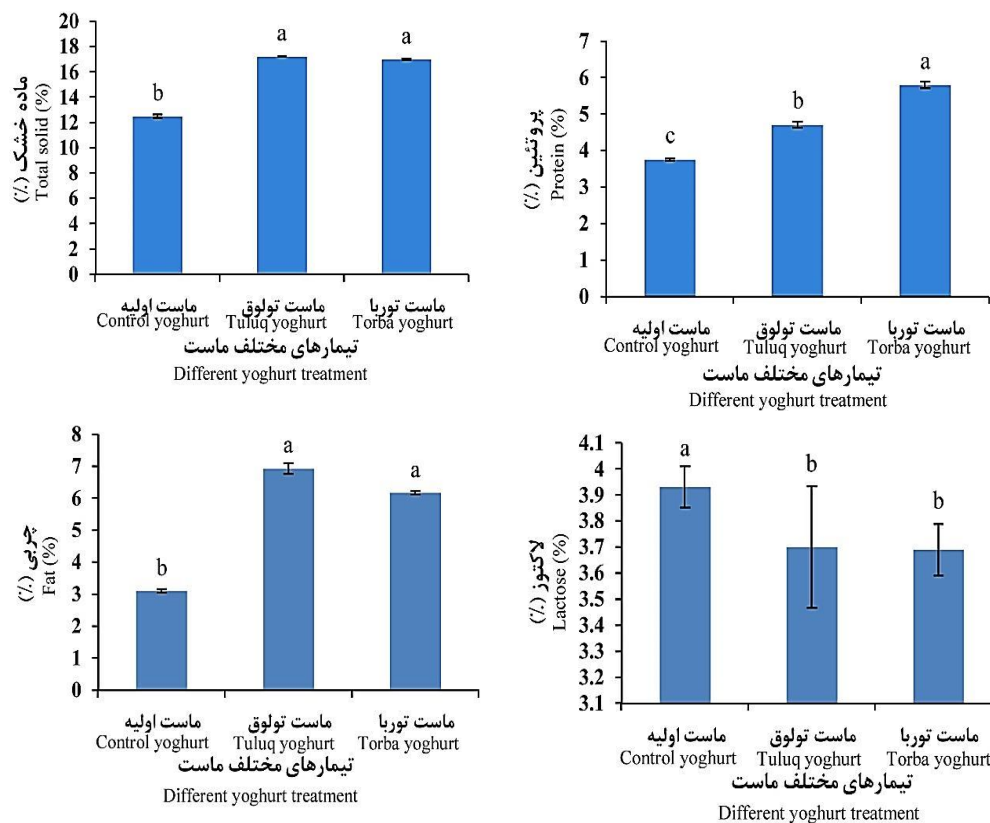 ماده خشک (٪)
Total solid (%)
20
18
16
14
12
10
8
6
4
2
0
b
a
a
ماست اولیه
Control yoghurt
ماست تولوق
Tuluq yoghurt
ماست توربا
Torba yoghurt
تیمارهای مختلف ماست
Different yoghurt treatment
پروتئین (٪)
Protein (%)
7
6
5
4
3
2
1
0
c
b
a
ماست اولیه
Control yoghurt
ماست تولوق
Tuluq yoghurt
ماست توربا
Torba yoghurt
تیمارهای مختلف ماست
Different yoghurt treatment
چربی (٪)
Fat (%)
8
7
6
5
4
3
2
1
0
b
a
a
ماست اولیه
Control yoghurt
ماست تولوق
Tuluq yoghurt
ماست توربا
Torba yoghurt
تیمارهای مختلف ماست
Different yoghurt treatment
لاکتوز (٪)
Lactose (%)
4.1
4
3.9
3.8
3.7
3.6
3.5
3.4
3.3
3.2
3.1
a
b
b
ماست اولیه
Control yoghurt
ماست تولوق
Tuluq yoghurt
ماست توربا
Torba yoghurt
تیمارهای مختلف ماست
Different yoghurt treatment